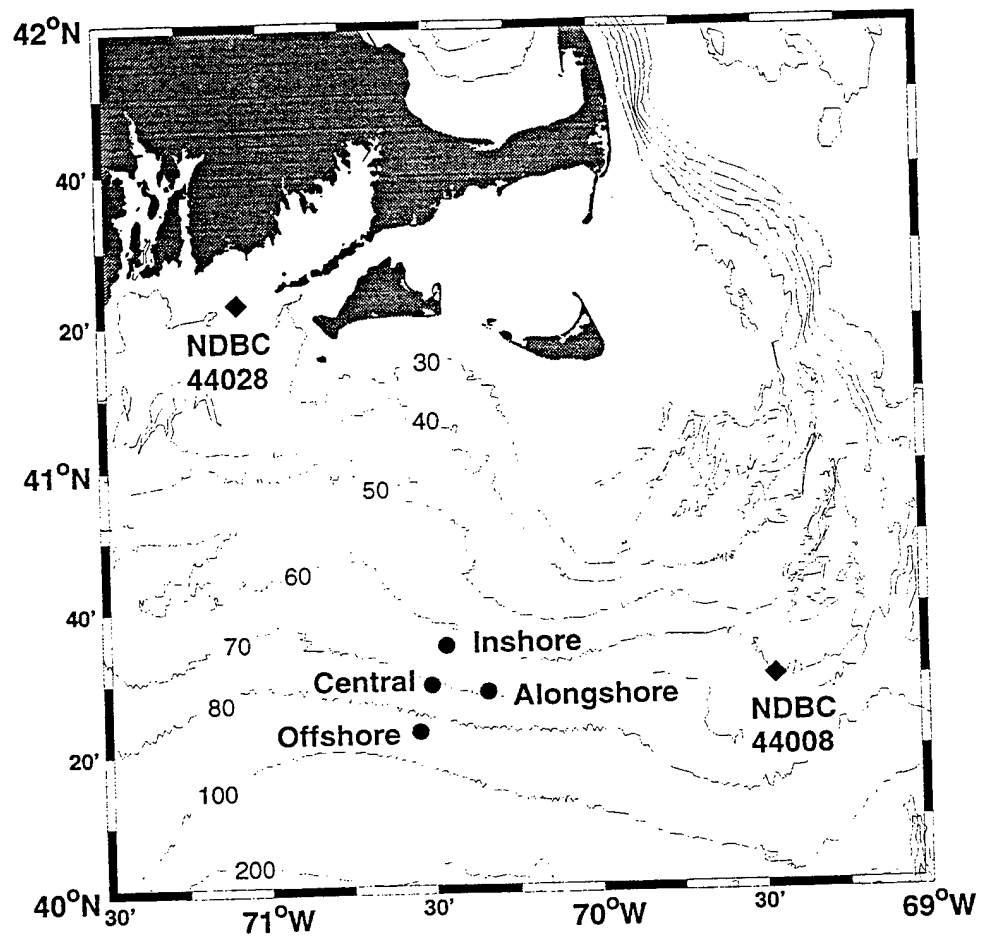 42°N
40'
20'
NDBC
44028
30
40
41°N
50
60
40'
Inshore
70
Central
Alongshore
80
NDBC
44008
Offshore
20'
100
200
40°N
30'
71°W
30'
70°W
30'
69°W